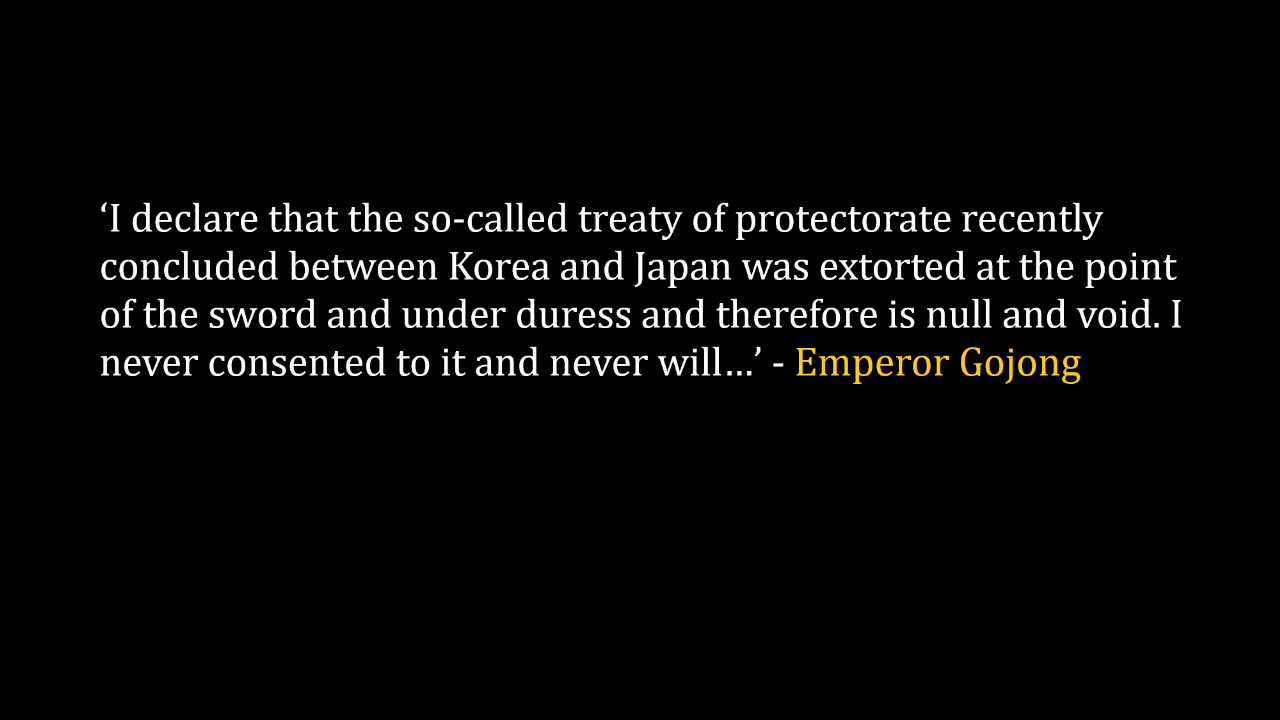 ‘I declare that the so-called treaty of protectorate recently
concluded between Korea and Japan was extorted at the point
of the sword and under duress and therefore is null and void. I
never consented to it and never will…’ - Emperor Gojong